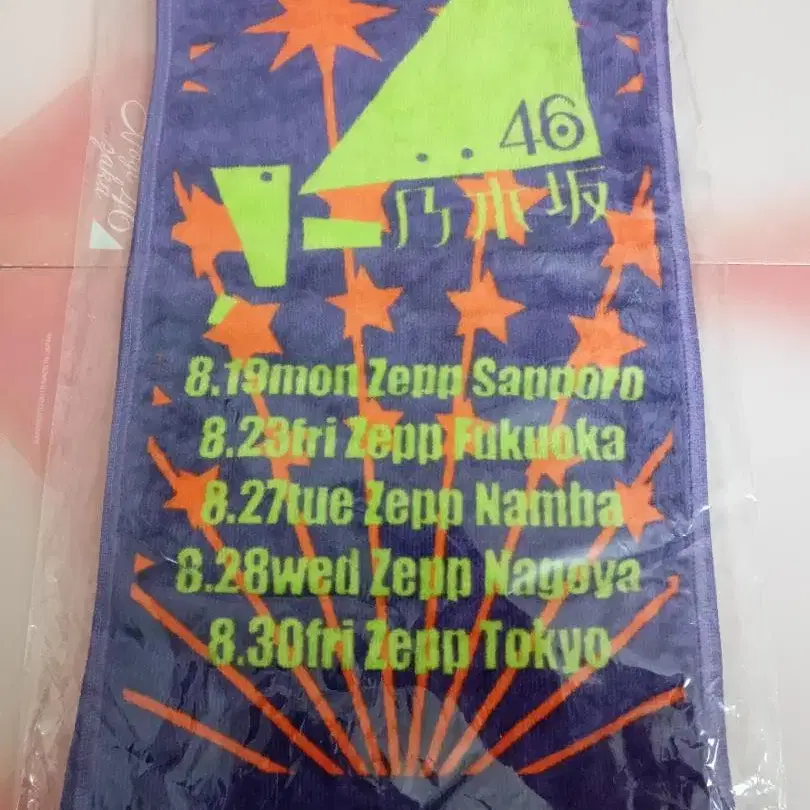 46
乃木坂
8.19mon Zepp Sapporo
8.23fri Zepp Fukuoka
8.27tue Zepp Namba
8.28wed Zepp Nagoya
8.30fri Zepp Tokyo